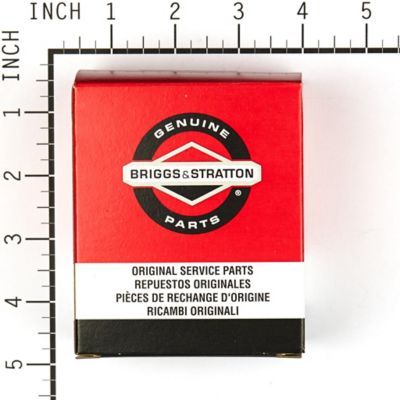 INCH 1 2 3 4 5
INCH
1
2
3
4
5
GENUINE
BRIGGS & STRATTON
®
PARTS
ORIGINAL SERVICE PARTS
REPUESTOS ORIGINALES
PIÈCES DE RECHANGE D'ORIGINE
RICAMBI ORIGINALI